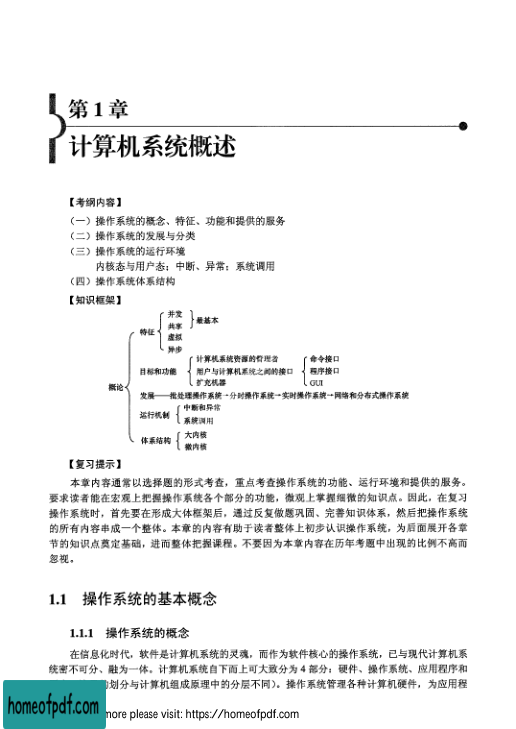 第 1 章
计算机系统概述
【考纲内容】
（一）操作系统的概念、特征、功能和提供的服务
（二）操作系统的发展与分类
（三）操作系统的运行环境
内核态与用户态；中断、异常；系统调用
（四）操作系统体系结构
【知识框架】
概论
特征
并发
共享
虚拟
异步
最基本
目标和功能
计算机系统资源的管理者
用户与计算机系统之间的接口
扩充机器
命令接口
程序接口
GUI
发展——批处理操作系统→分时操作系统→实时操作系统→网络和分布式操作系统
运行机制
中断和异常
系统调用
体系结构
大内核
微内核
【复习提示】
本章内容通常以选择题的形式考查，重点考查操作系统的功能、运行环境和提供的服务。
要求读者能在宏观上把握操作系统各个部分的功能，微观上掌握细微的知识点。因此，在复习
操作系统时，首先要在形成大体框架后，通过反复做题巩固、完善知识体系，然后把操作系统
的所有内容串成一个整体。本章的内容有助于读者整体上初步认识操作系统，为后面展开各章
节的知识点奠定基础，进而整体把握课程。不要因为本章内容在历年考题中出现的比例不高而
忽视。
1.1 操作系统的基本概念
1.1.1 操作系统的概念
在信息化时代，软件是计算机系统的灵魂，而作为软件核心的操作系统，已与现代计算机系
统密不可分、融为一体。计算机系统自下而上可大致分为 4 部分：硬件、操作系统、应用程序和
的划分与计算机组成原理中的分层不同）。操作系统管理各种计算机硬件，为应用程
homeofpdf.com
more please visit: https://homeofpdf.com